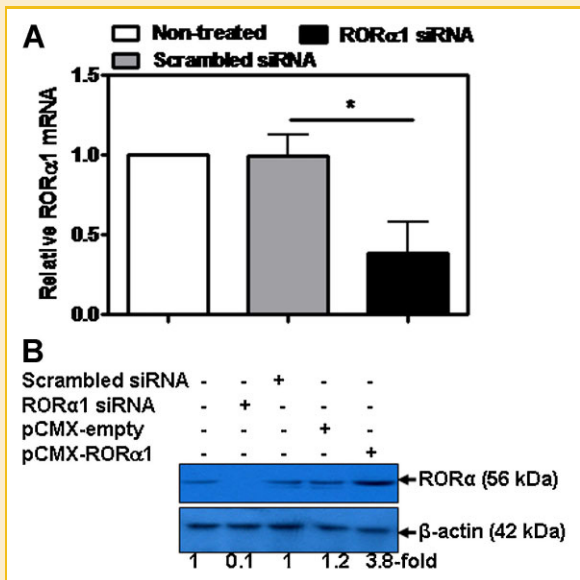 A
Non-treated
RORα1 siRNA
Scrambled siRNA
Relative RORα1 mRNA
1.5
1.0
0.5
0.0
*
B
Scrambled siRNA - - + - -
RORα1 siRNA - + - - -
pCMX-empty - - - + -
pCMX-RORα1 - - - - +
RORα (56 kDa)
β-actin (42 kDa)
1 0.1 1 1.2 3.8-fold